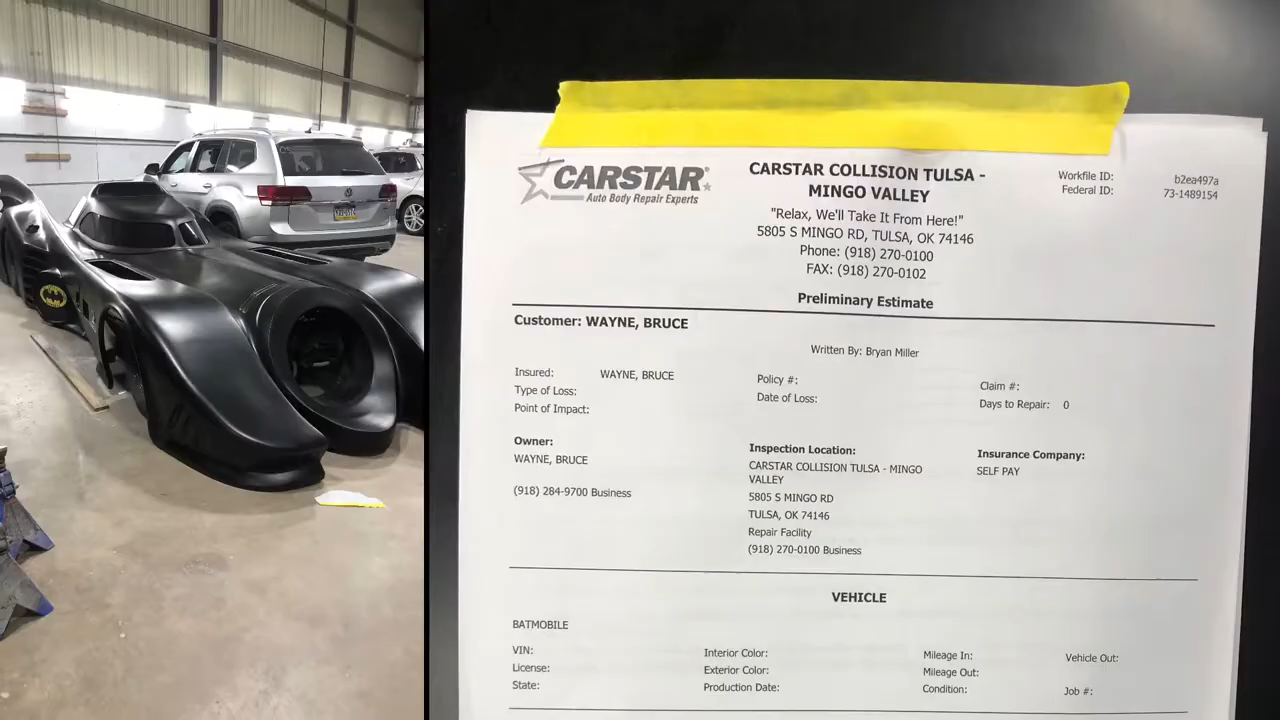 CARSTAR
Auto Body Repair Experts
CARSTAR COLLISION TULSA -
MINGO VALLEY
"Relax, We'll Take It From Here!"
5805 S MINGO RD, TULSA, OK 74146
Phone: (918) 270-0100
FAX: (918) 270-0102
Workfile ID: b2ea497a
Federal ID: 73-1489154
Preliminary Estimate
Customer: WAYNE, BRUCE
Written By: Bryan Miller
Insured: WAYNE, BRUCE Policy #: Claim #:
Type of Loss: Date of Loss: Days to Repair: 0
Point of Impact:
Owner:
WAYNE, BRUCE
(918) 284-9700 Business
Inspection Location:
CARSTAR COLLISION TULSA - MINGO
VALLEY
5805 S MINGO RD
TULSA, OK 74146
Repair Facility
(918) 270-0100 Business
Insurance Company:
SELF PAY
VEHICLE
BATMOBILE
VIN: Interior Color: Mileage In: Vehicle Out:
License: Exterior Color: Mileage Out:
State: Production Date: Condition: Job #: